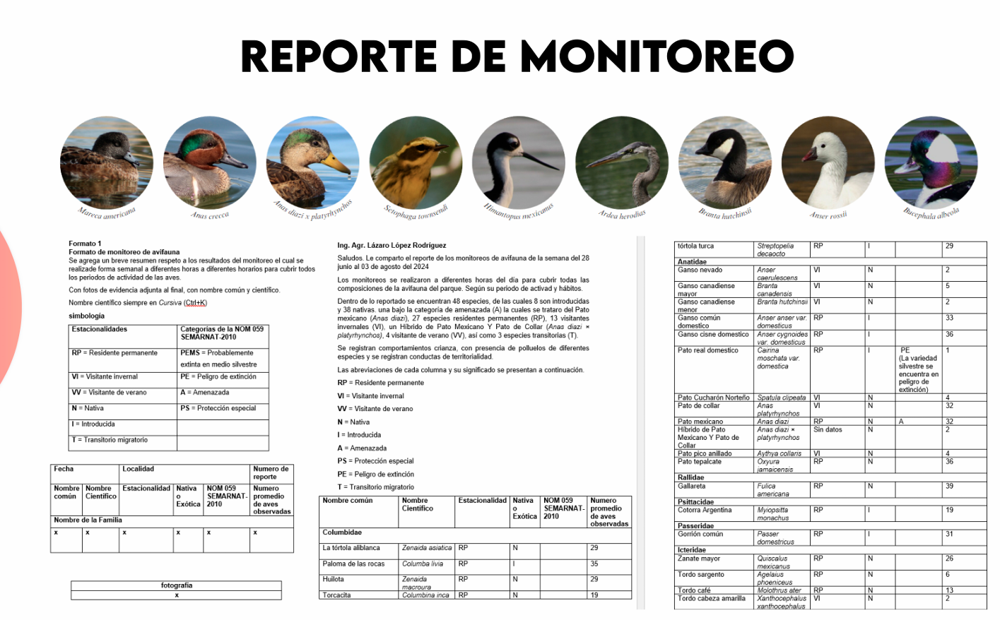 REPORTE DE MONITOREO
Mareca americana
Anas crecca
Anas diazi x platyrhynchos
Setophaga townsendi
Himantopus mexicanus
Ardea herodias
Branta hutchinsii
Anser rossii
Bucephala albeola
Formato 1
Formato de monitoreo de avifauna
Se agrega un breve resumen respeto a los resultados del monitoreo el cual se
realizade forma semanal a diferentes horas a diferentes horarios para cubrir todos
los periodos de actividad de las aves.
Con fotos de evidencia adjunta al final, con nombre común y científico.
Nombre científico siempre en Cursiva (Ctrl+K)
simbología
Estacionalidades
Categorías de la NOM 059
SEMARNAT-2010
RP = Residente permanente
PEMS = Probablemente
extinta en medio silvestre
VI = Visitante invernal
PE = Peligro de extinción
VV = Visitante de verano
A = Amenazada
N = Nativa
PS = Protección especial
I = Introducida
T = Transitorio migratorio
Fecha
Localidad
Numero de
reporte
Nombre
común
Nombre
Científico
Estacionalidad
Nativa
o
Exótica
NOM 059
SEMARNAT-
2010
Numero
promedio
de aves
observadas
Nombre de la Familia
x x x x x x
fotografía
x
Ing. Agr. Lázaro López Rodríguez
Saludos. Le comparto el reporte de los monitoreos de avifauna de la semana del 28
junio al 03 de agosto del 2024
Los monitoreos se realizaron a diferentes horas del día para cubrir todas las
composiciones de la avifauna del parque. Según su periodo de activad y hábitos.
Dentro de lo reportado se encuentran 48 especies, de las cuales 8 son introducidas
y 38 nativas. una bajo la categoría de amenazada (A) la cuales se trataro del Pato
mexicano (Anas diazi), 27 especies residentes permanentes (RP), 13 visitantes
invernales (VI), un Híbrido de Pato Mexicano Y Pato de Collar (Anas diazi ×
platyrhynchos), 4 visitante de verano (VV), así como 3 especies transitorias (T).
Se registran comportamientos crianza, con presencia de polluelos de diferentes
especies y se registran conductas de territorialidad.
Las abreviaciones de cada columna y su significado se presentan a continuación.
RP = Residente permanente
VI = Visitante invernal
VV = Visitante de verano
N = Nativa
I = Introducida
A = Amenazada
PS = Protección especial
PE = Peligro de extinción
T = Transitorio migratorio
Nombre común
Nombre
Científico
Estacionalidad
Nativa
o
Exótica
NOM 059
SEMARNAT-
2010
Numero
promedio
de aves
observadas
Columbidae
La tórtola aliblanca Zenaida asiatica RP N 29
Paloma de las rocas Columba livia RP I 35
Huilota Zenaida RP N 29
macroura
Torcacita Columbina inca RP N 19
tórtola turca Streptopelia RP I 29
decaocto
Anatidae
Ganso nevado Anser VI N 2
caerulescens
Ganso canadiense Branta VI N 5
mayor canadensis
Ganso canadiense Branta hutchinsii VI N 2
menor
Ganso común Anser anser var. RP I 33
domestico domesticus
Ganso cisne domestico Anser cygnoides RP I 36
var. domesticus
Pato real domestico Cairina RP I PE 1
moschata var. (La variedad
domestica silvestre se
encuentra en
peligro de
extinción)
Pato Cucharón Norteño Spatula clipeata VI N 4
Pato de collar Anas VI N 32
platyrhynchos
Pato mexicano Anas diazi RP N A 32
Híbrido de Pato Anas diazi × Sin datos N 2
Mexicano Y Pato de platyrhynchos
Collar
Pato pico anillado Aythya collaris VI N 4
Pato tepalcate Oxyura RP N 36
jamaicensis
Rallidae
Gallareta Fulica RP N 39
americana
Psittacidae
Cotorra Argentina Myiopsitta RP I 19
monachus
Passeridae
Gorrión común Passer RP I 31
domestricus
Icteridae
Zanate mayor Quiscalus RP N 26
mexicanus
Tordo sargento Agelaius RP N 6
phoeniceus
Tordo café Molothrus ater RP N 13
Tordo cabeza amarilla Xanthocephalus VI N 2
xanthocephalus